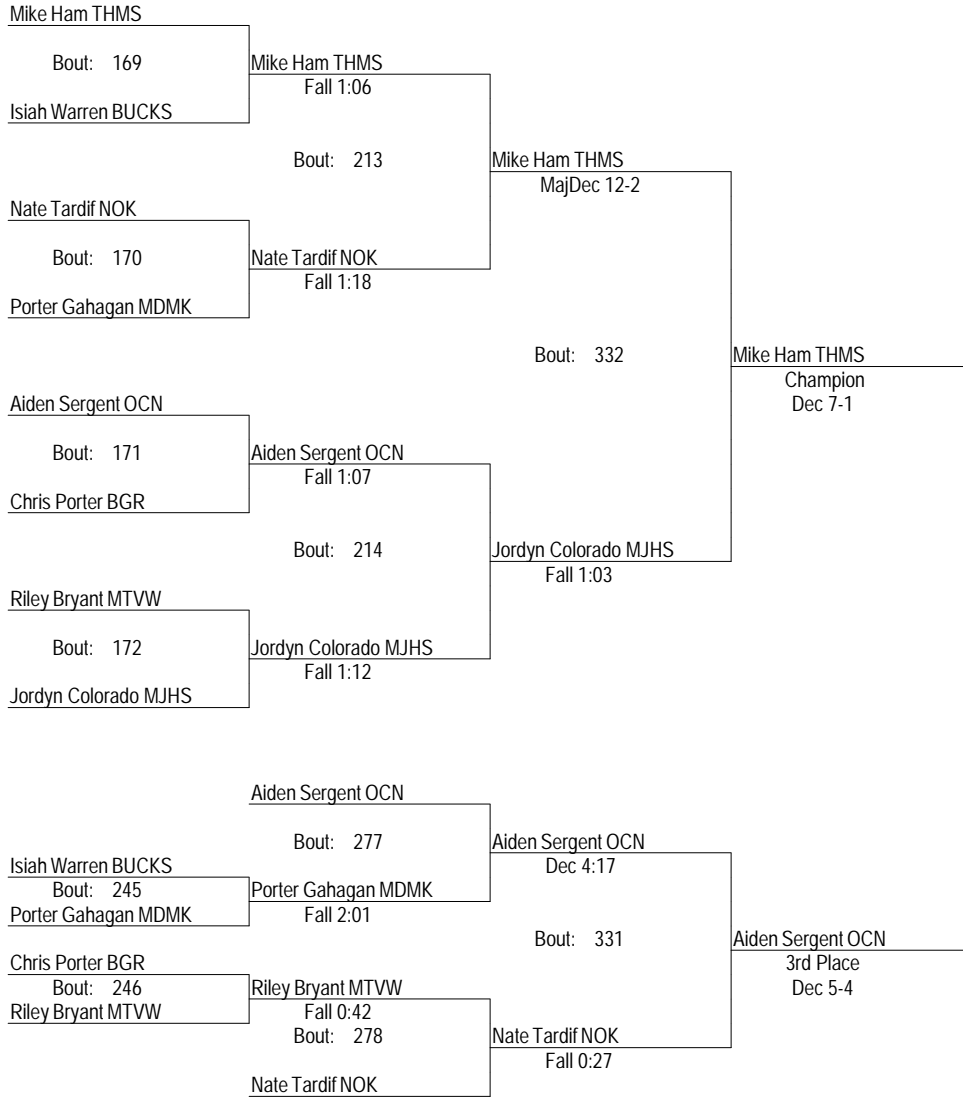 Mike Ham THMS
Bout: 169
Mike Ham THMS
Fall 1:06
Isiah Warren BUCKS
Bout: 213
Mike Ham THMS
MajDec 12-2
Nate Tardif NOK
Bout: 170
Nate Tardif NOK
Fall 1:18
Porter Gahagan MDMK
Bout: 332
Mike Ham THMS
Champion
Dec 7-1
Aiden Sergent OCN
Bout: 171
Aiden Sergent OCN
Fall 1:07
Chris Porter BGR
Bout: 214
Jordyn Colorado MJHS
Fall 1:03
Riley Bryant MTVW
Bout: 172
Jordyn Colorado MJHS
Fall 1:12
Jordyn Colorado MJHS
Aiden Sergent OCN
Bout: 277
Aiden Sergent OCN
Dec 4:17
Isiah Warren BUCKS
Bout: 245
Porter Gahagan MDMK
Fall 2:01
Porter Gahagan MDMK
Bout: 331
Aiden Sergent OCN
3rd Place
Dec 5-4
Chris Porter BGR
Bout: 246
Riley Bryant MTVW
Fall 0:42
Riley Bryant MTVW
Bout: 278
Nate Tardif NOK
Fall 0:27
Nate Tardif NOK